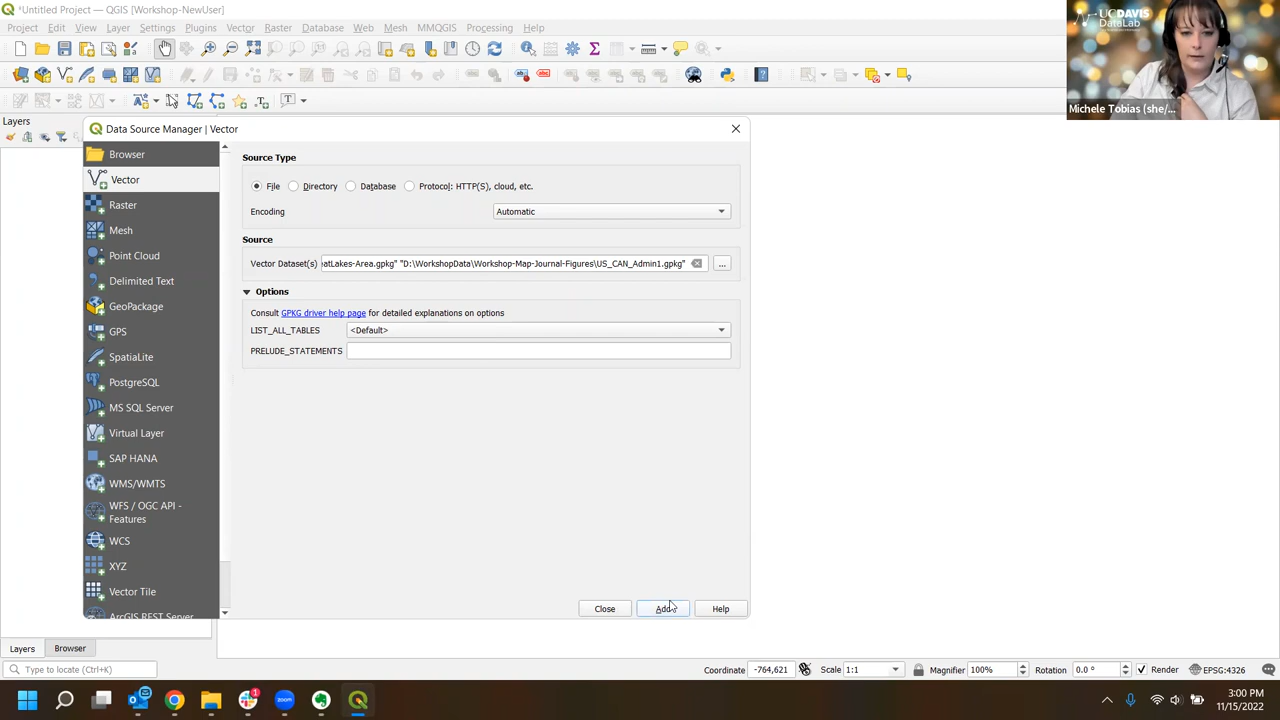 *Untitled Project — QGIS [Workshop-NewUser]
Project Edit View Layer Settings Plugins Vector Raster Database Web Mesh MMQGIS Processing Help
UCDAVIS
DataLab
Michele Tobias (she/...
Layers
Data Source Manager | Vector
Browser
Vector
Raster
Mesh
Point Cloud
Delimited Text
GeoPackage
GPS
SpatiaLite
PostgreSQL
MS SQL Server
Virtual Layer
SAP HANA
WMS/WMTS
WFS / OGC API -
Features
WCS
XYZ
Vector Tile
ArcGIS REST Server
Source Type
File Directory Database Protocol: HTTP(S), cloud, etc.
Encoding Automatic
Source
Vector Dataset(s) eatLakes-Area.gpkg" "D:\WorkshopData\Workshop-Map-Journal-Figures\US_CAN_Admin1.gpkg" ...
Options
Consult GPKG driver help page for detailed explanations on options
LIST_ALL_TABLES <Default>
PRELUDE_STATEMENTS
Close Add Help
Layers Browser
Type to locate (Ctrl+K) Coordinate -764,621 Scale 1:1 Magnifier 100% Rotation 0.0 ° Render EPSG:4326
3:00 PM
11/15/2022